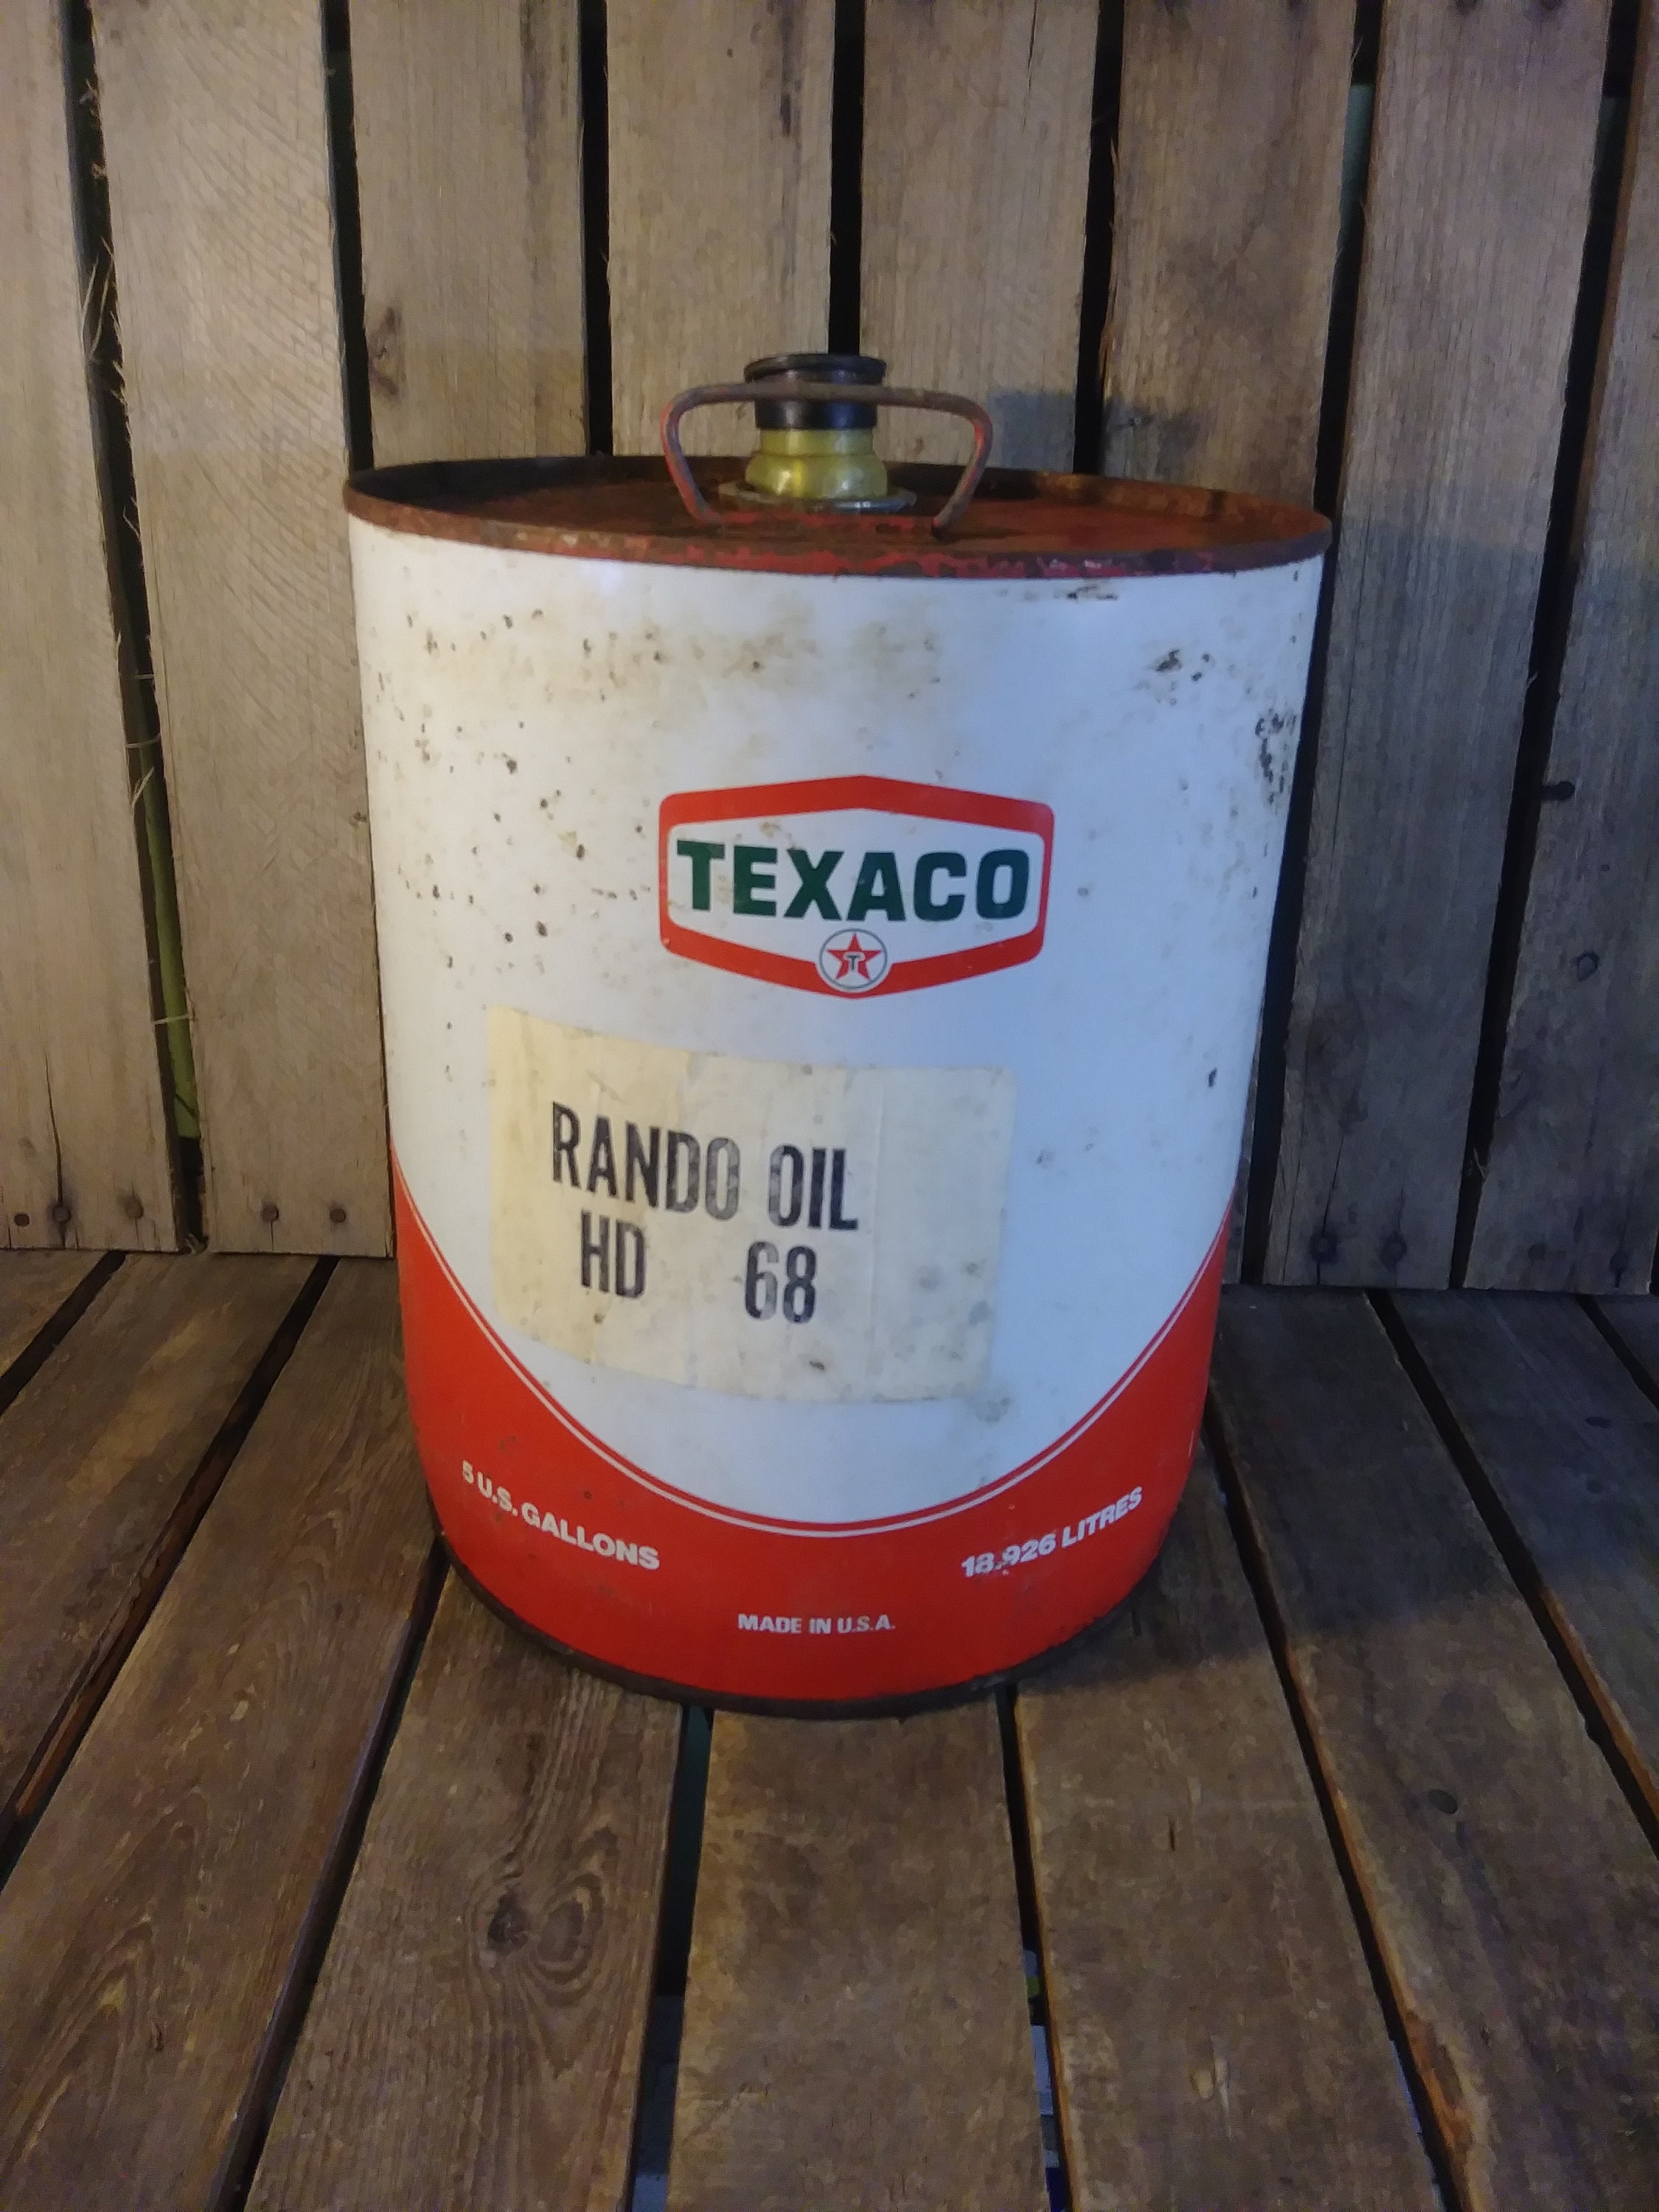 TEXACO
T
RANDO OIL
HD 68
5 U.S. GALLONS
18.926 LITRES
MADE IN U.S.A.